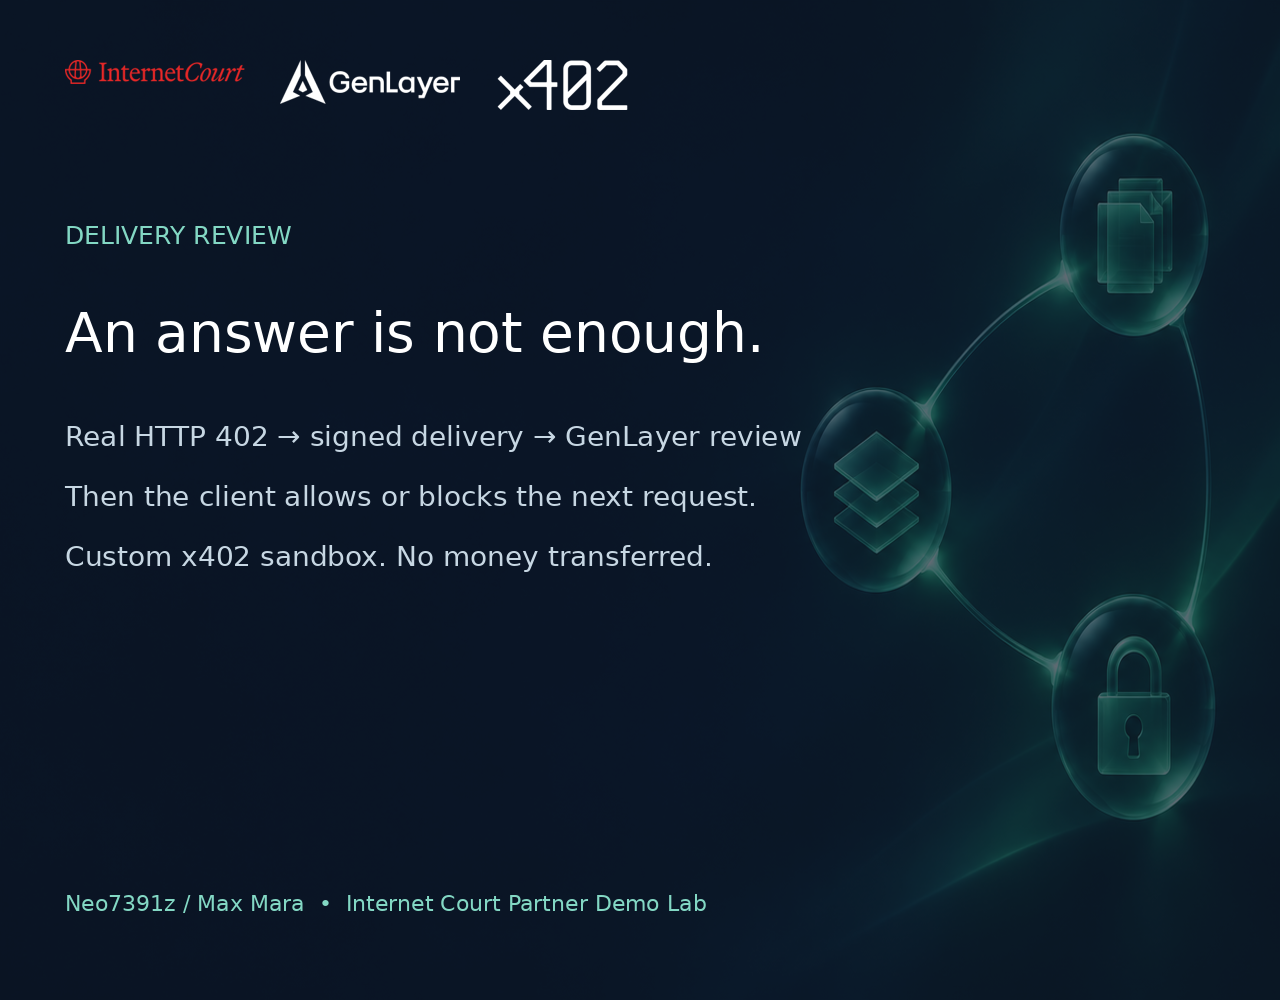 InternetCourt GenLayer x402
DELIVERY REVIEW
An answer is not enough.
Real HTTP 402 → signed delivery → GenLayer review
Then the client allows or blocks the next request.
Custom x402 sandbox. No money transferred.
Neo7391z / Max Mara • Internet Court Partner Demo Lab